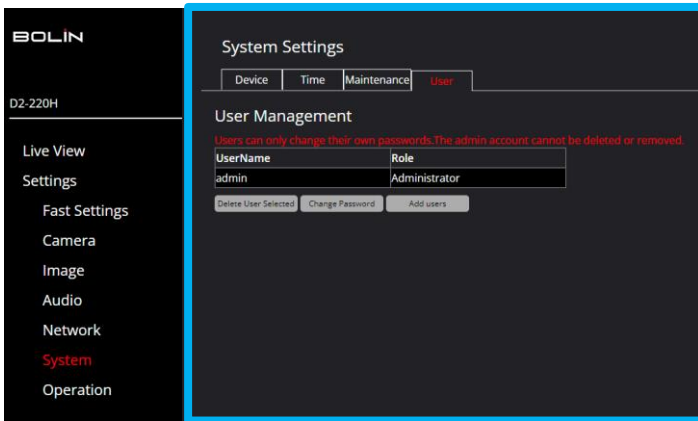 BOLIN
D2-220H
Live View
Settings
Fast Settings
Camera
Image
Audio
Network
System
Operation
System Settings
Device Time Maintenance User
User Management
Users can only change their own passwords.The admin account cannot be deleted or removed.
UserName Role
admin Administrator
Delete User Selected Change Password Add users